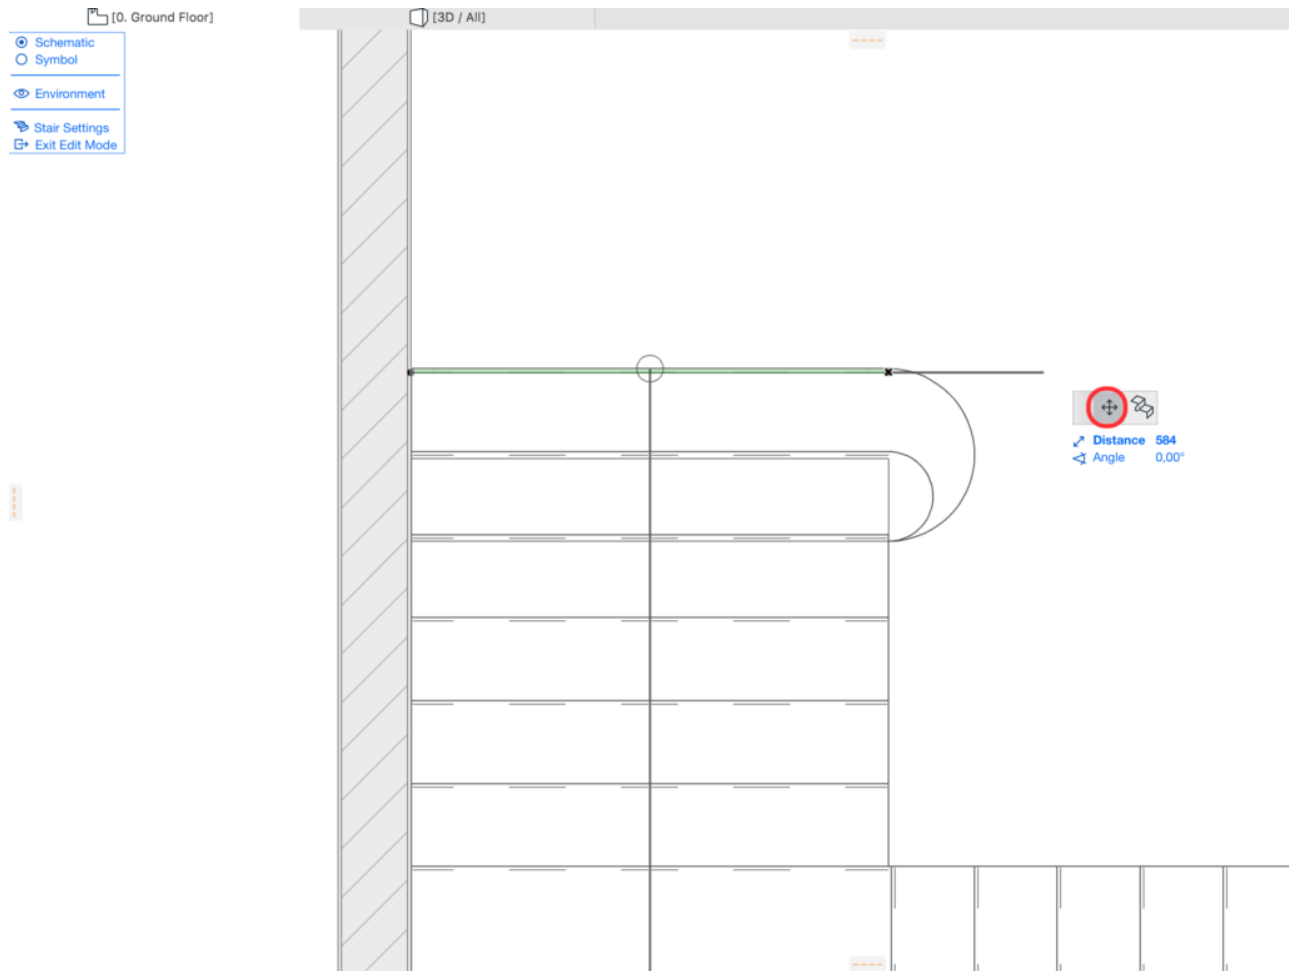 [0. Ground Floor]
[3D / All]
Schematic
Symbol
Environment
Stair Settings
Exit Edit Mode
Distance 584
Angle 0,00°